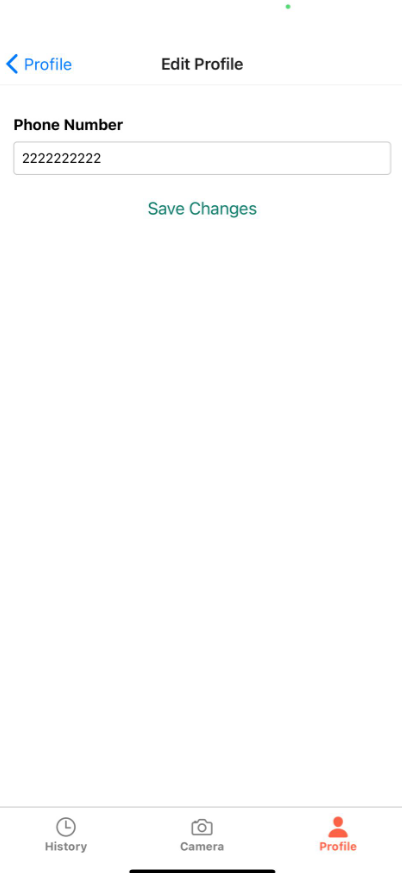 Profile
Edit Profile
Phone Number
2222222222
Save Changes
History
Camera
Profile